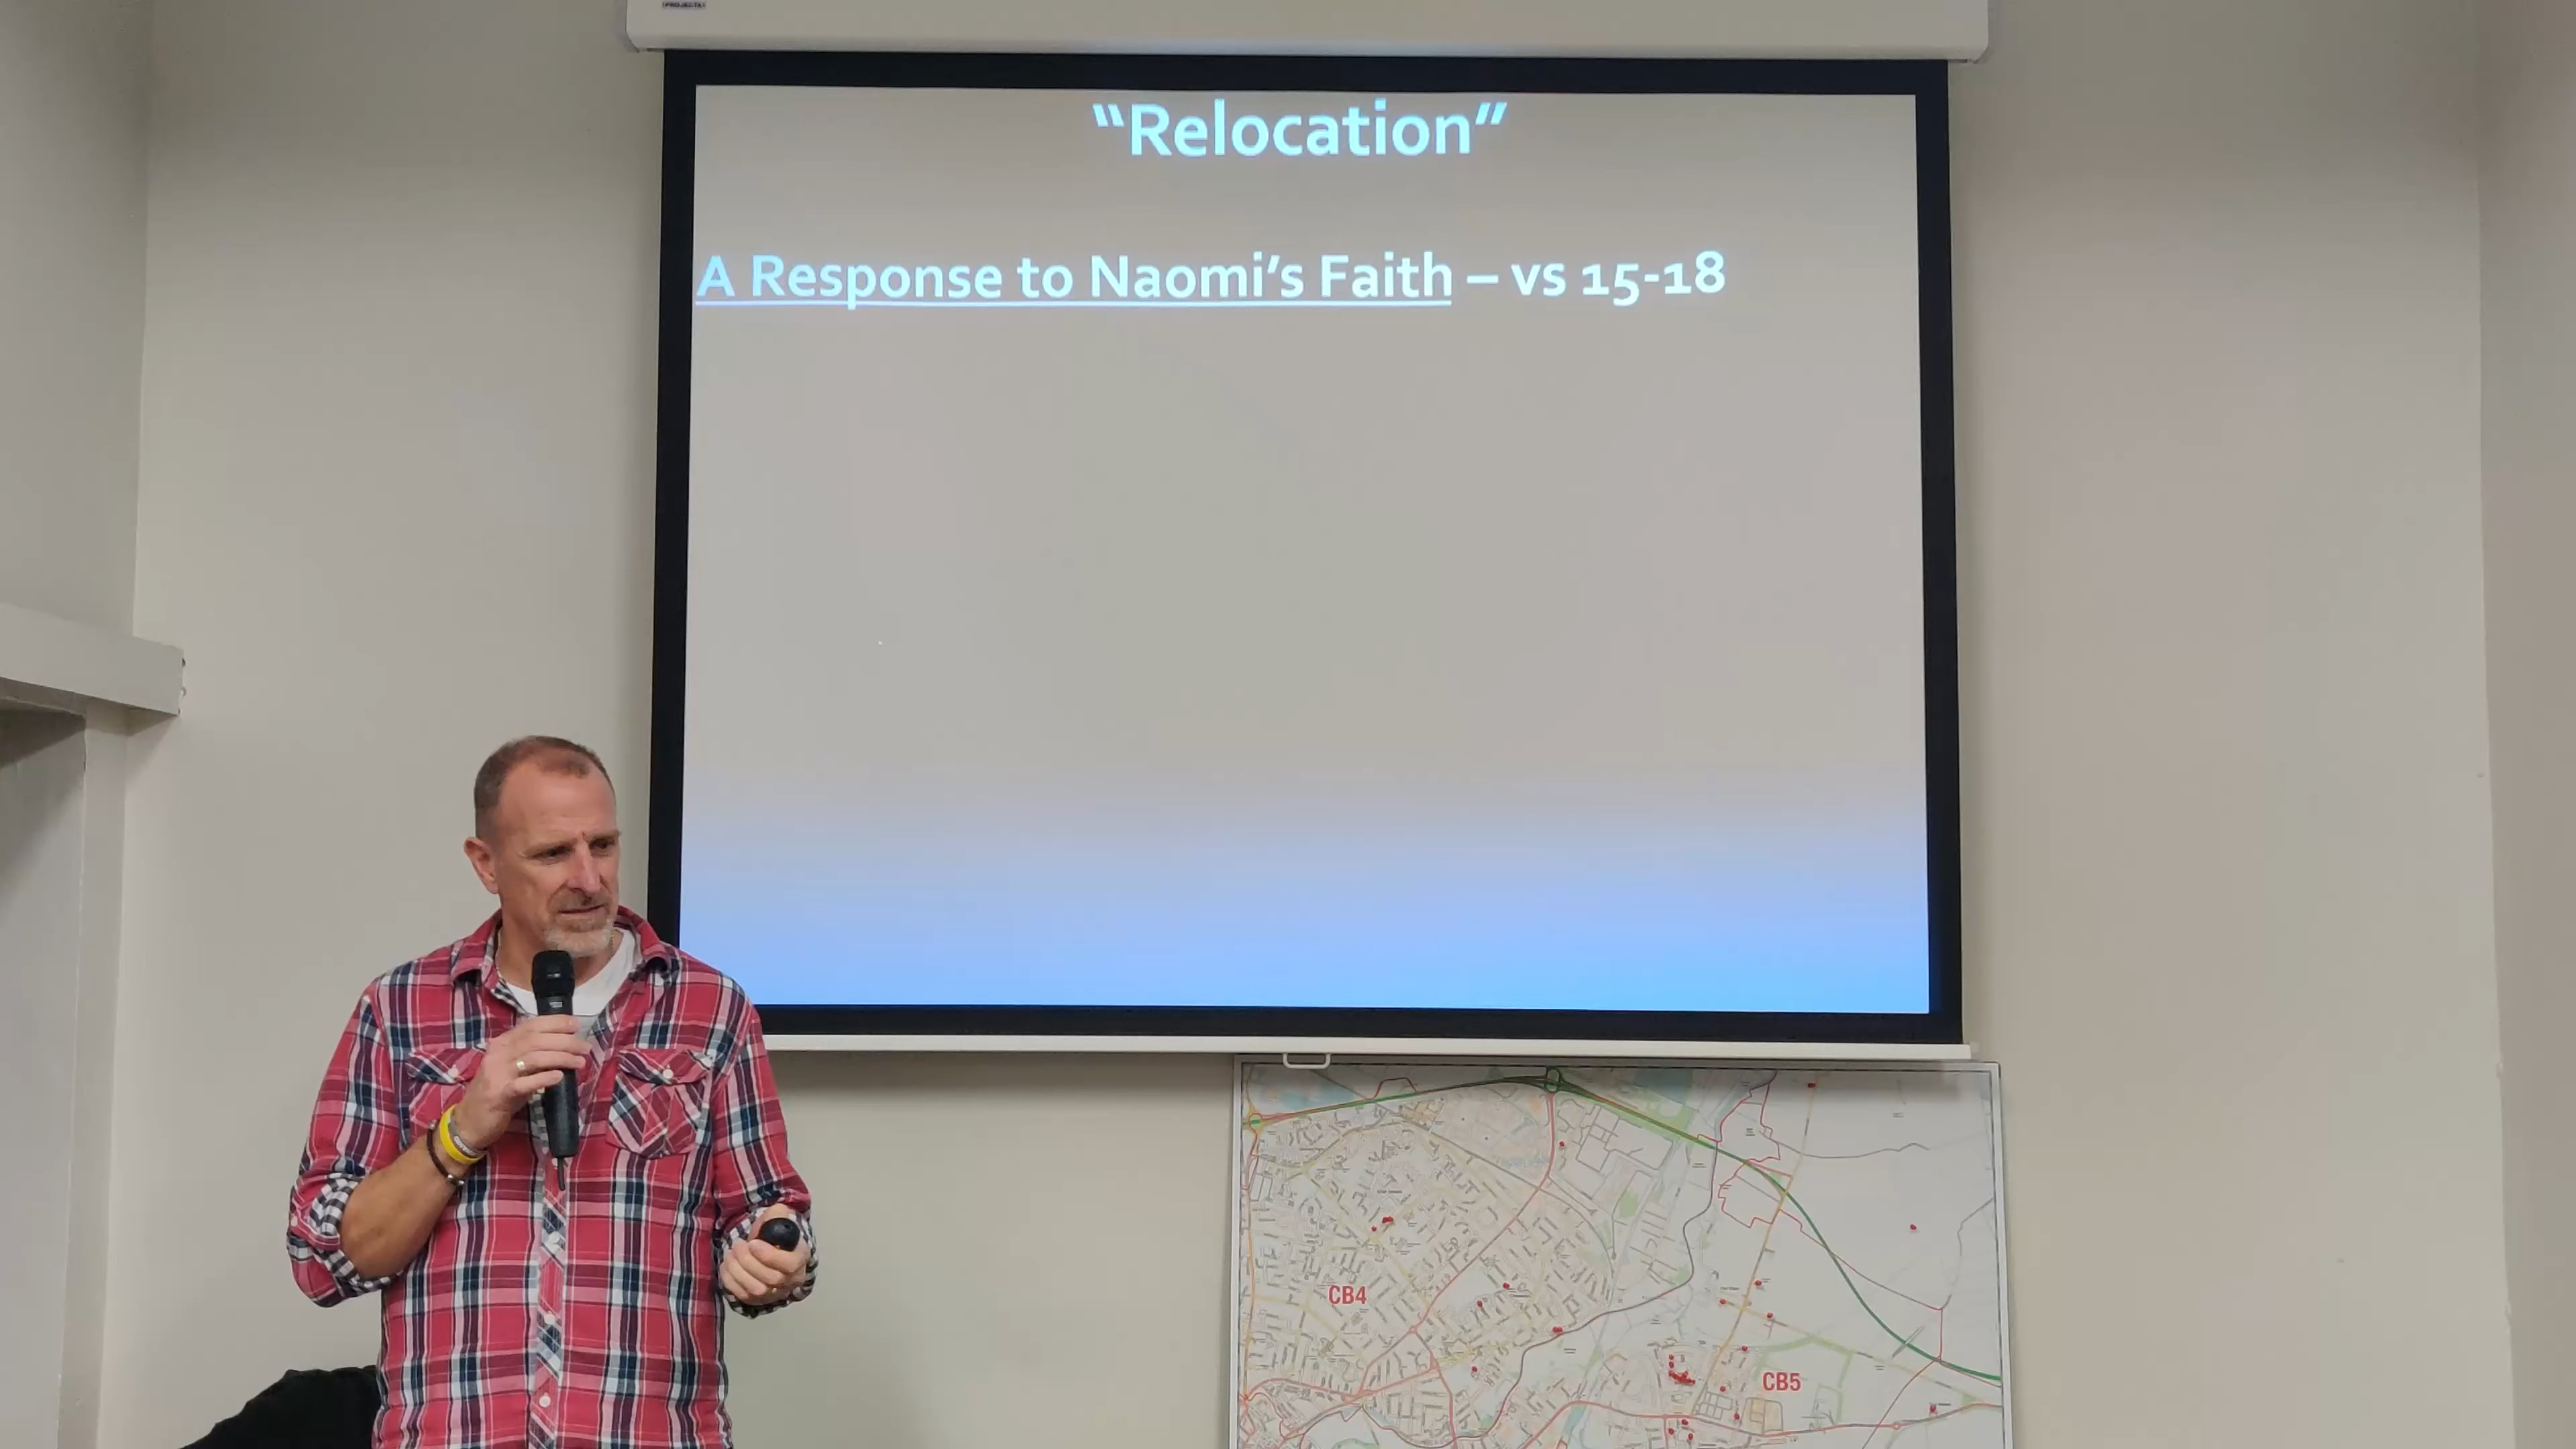 “Relocation”
A Response to Naomi’s Faith – vs 15-18
CB4
CB5